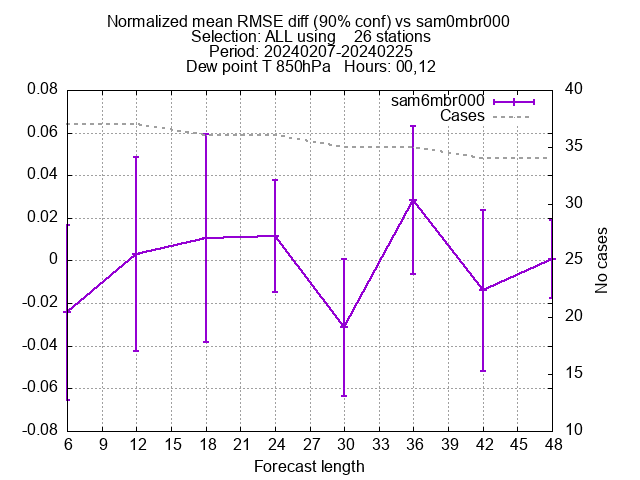 Normalized mean RMSE diff (90% conf) vs sam0mbr000
Selection: ALL using    26 stations
Period: 20240207-20240225
Dew point T 850hPa   Hours: 00,12
sam6mbr000
Cases
0.08
0.06
0.04
0.02
0
-0.02
-0.04
-0.06
-0.08
40
35
30
25
20
15
10
No cases
6 9 12 15 18 21 24 27 30 33 36 39 42 45 48
Forecast length